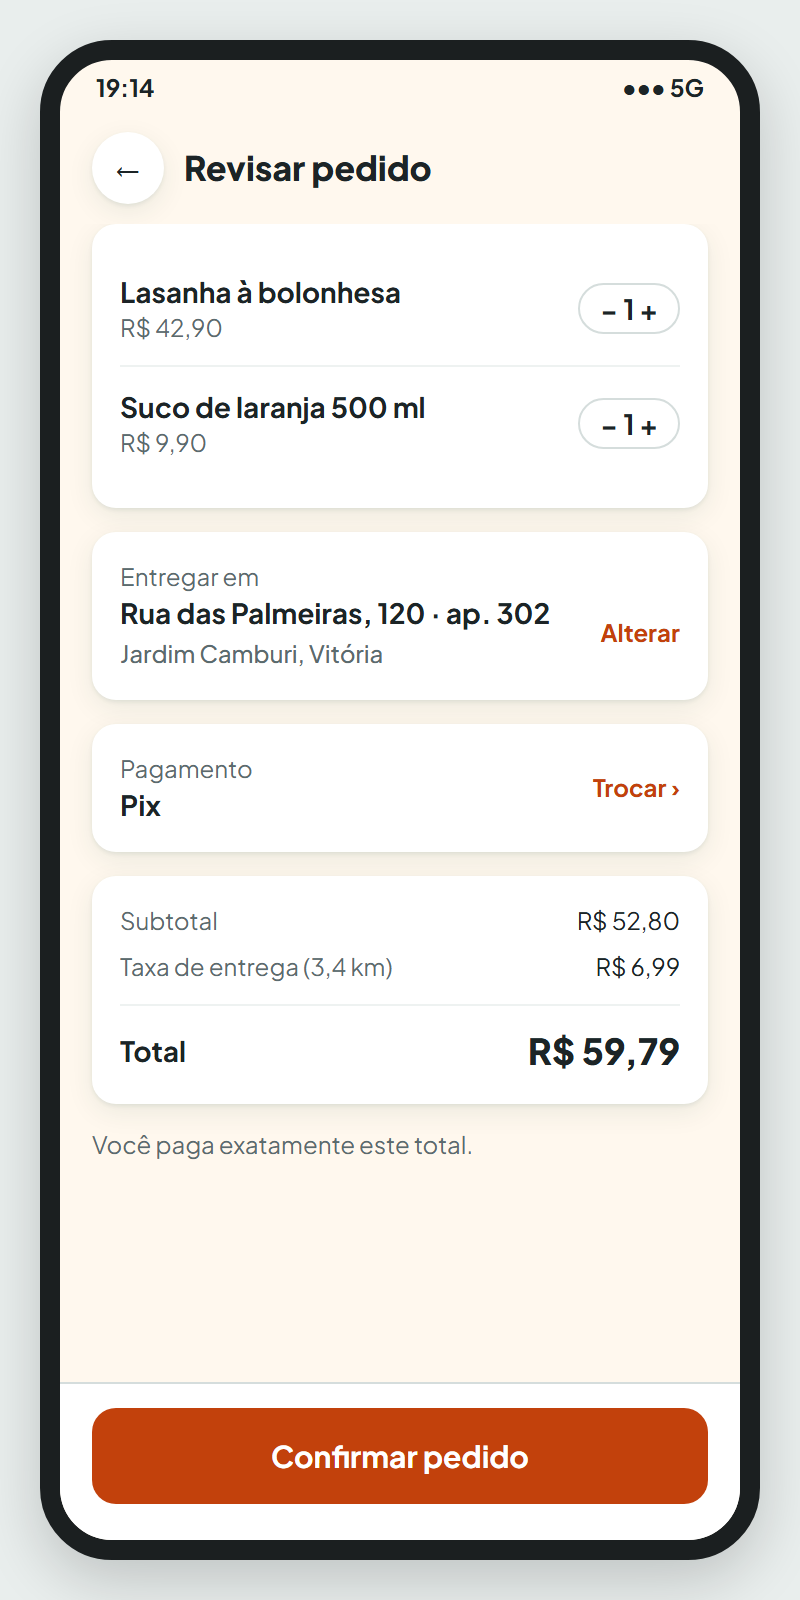 19:14 ●●● 5G
← Revisar pedido
Lasanha à bolonhesa
R$ 42,90
− 1 +
Suco de laranja 500 ml
R$ 9,90
− 1 +
Entregar em
Rua das Palmeiras, 120 · ap. 302
Jardim Camburi, Vitória
Alterar
Pagamento
Pix
Trocar ›
Subtotal R$ 52,80
Taxa de entrega (3,4 km) R$ 6,99
Total R$ 59,79
Você paga exatamente este total.
Confirmar pedido